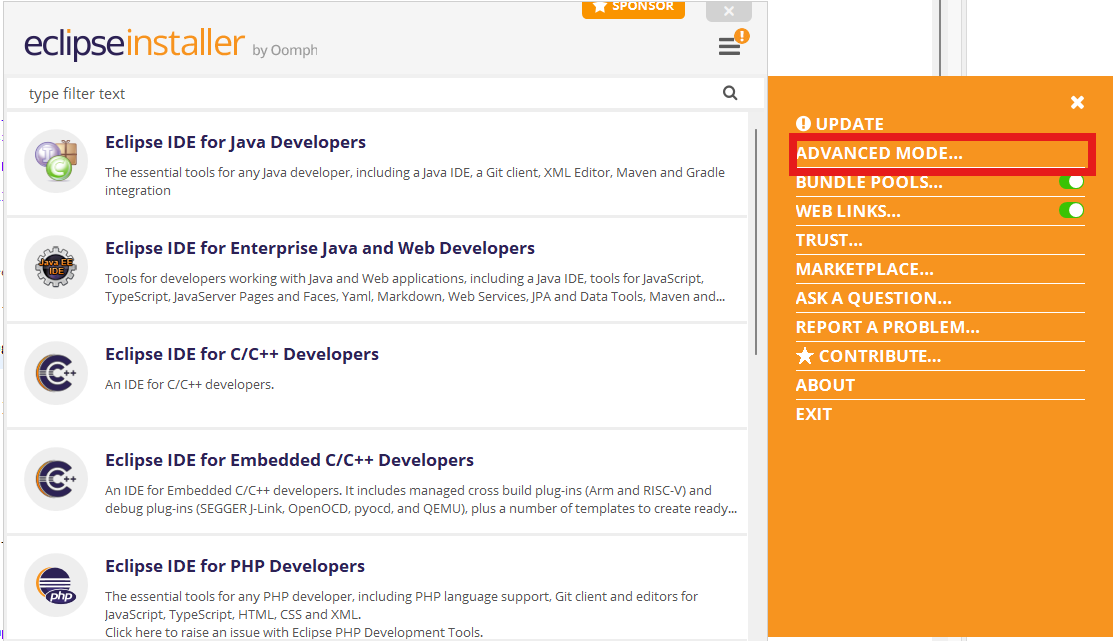 SPONSOR
eclipseinstaller by Oomph
type filter text
Eclipse IDE for Java Developers
The essential tools for any Java developer, including a Java IDE, a Git client, XML Editor, Maven and Gradle
integration
Eclipse IDE for Enterprise Java and Web Developers
Java EE
IDE
Tools for developers working with Java and Web applications, including a Java IDE, tools for JavaScript,
TypeScript, JavaServer Pages and Faces, Yaml, Markdown, Web Services, JPA and Data Tools, Maven and...
Eclipse IDE for C/C++ Developers
C++
An IDE for C/C++ developers.
Eclipse IDE for Embedded C/C++ Developers
C++
An IDE for Embedded C/C++ developers. It includes managed cross build plug-ins (Arm and RISC-V) and
debug plug-ins (SEGGER J-Link, OpenOCD, pyocd, and QEMU), plus a number of templates to create ready...
Eclipse IDE for PHP Developers
php
The essential tools for any PHP developer, including PHP language support, Git client and editors for
JavaScript, TypeScript, HTML, CSS and XML.
Click here to raise an issue with Eclipse PHP Development Tools.
UPDATE
ADVANCED MODE...
BUNDLE POOLS...
WEB LINKS...
TRUST...
MARKETPLACE...
ASK A QUESTION...
REPORT A PROBLEM...
CONTRIBUTE...
ABOUT
EXIT